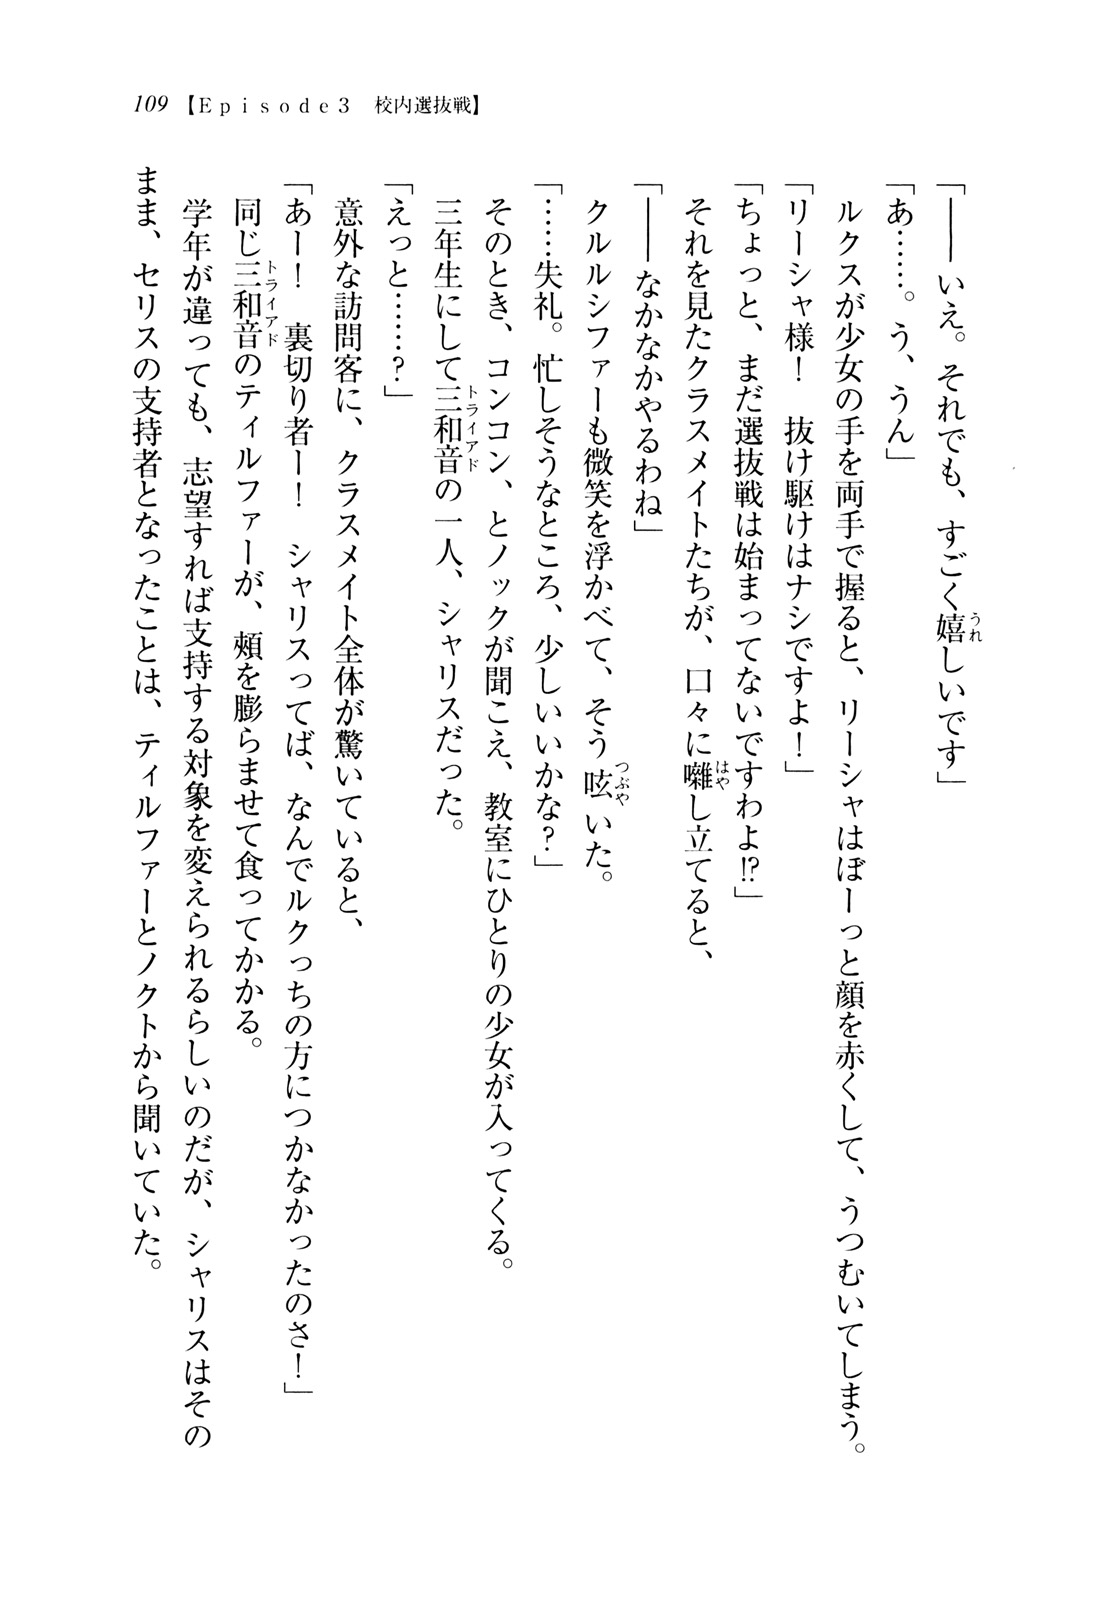 109【Episode3　校内選抜戦】
「――いえ。それでも、すごく嬉しいです」
「あ……。う、うん」
　ルクスが少女の手を両手で握ると、リーシャはぼーっと顔を赤くして、うつむいてしまう。
「リーシャ様！　抜け駆けはナシですよ！」
「ちょっと、まだ選抜戦は始まってないですわよ!?」
　それを見たクラスメイトたちが、口々に囃し立てると、
「――なかなかやるわね」
　クルルシファーも微笑を浮かべて、そう呟いた。
「……失礼。忙しそうなところ、少しいいかな？」
　そのとき、コンコン、とノックが聞こえ、教室にひとりの少女が入ってくる。
　三年生にして三和音の一人、シャリスだった。
「えっと……？」
　意外な訪問客に、クラスメイト全体が驚いていると、
「あー！　裏切り者ー！　シャリスってば、なんでルクっちの方につかなかったのさ！」
　同じ三和音のティルファーが、頬を膨らませて食ってかかる。
　学年が違っても、志望すれば支持する対象を変えられるらしいのだが、シャリスはその
まま、セリスの支持者となったことは、ティルファーとノクトから聞いていた。
うれ
はや
つぶや
トライアド
トライアド